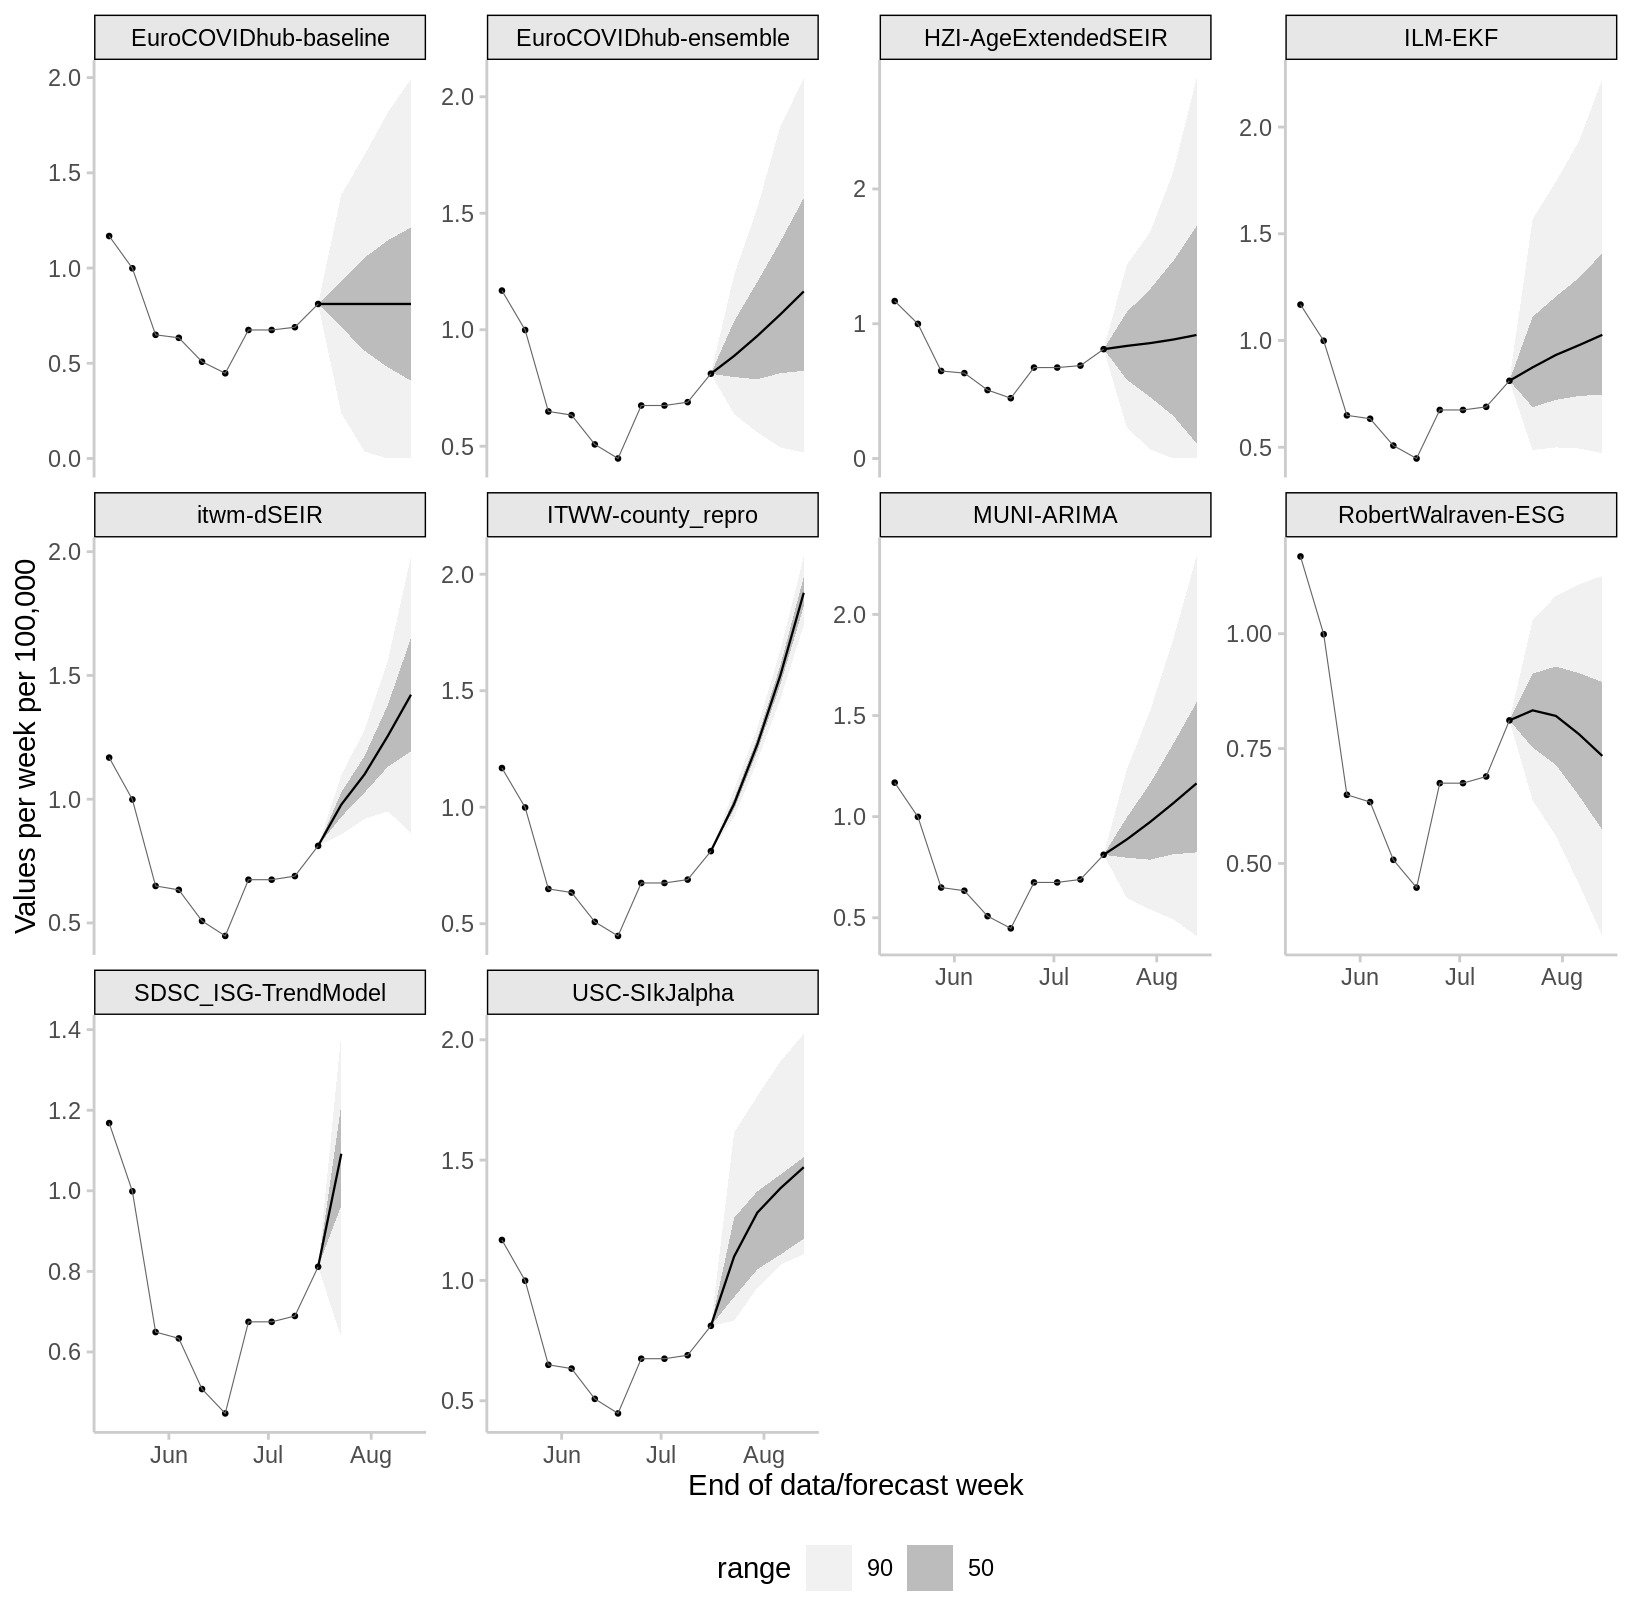 EuroCOVIDhub-baseline
EuroCOVIDhub-ensemble
HZI-AgeExtendedSEIR
ILM-EKF
2.0
1.5
1.0
0.5
0.0
2.0
1.5
1.0
0.5
2
1
0
2.0
1.5
1.0
0.5
itwm-dSEIR
ITWW-county_repro
MUNI-ARIMA
RobertWalraven-ESG
Values per week per 100,000
2.0
1.5
1.0
0.5
2.0
1.5
1.0
0.5
2.0
1.5
1.0
0.5
1.00
0.75
0.50
Jun Jul Aug
Jun Jul Aug
SDSC_ISG-TrendModel
USC-SIkJalpha
1.4
1.2
1.0
0.8
0.6
2.0
1.5
1.0
0.5
Jun Jul Aug
Jun Jul Aug
End of data/forecast week
range 90 50